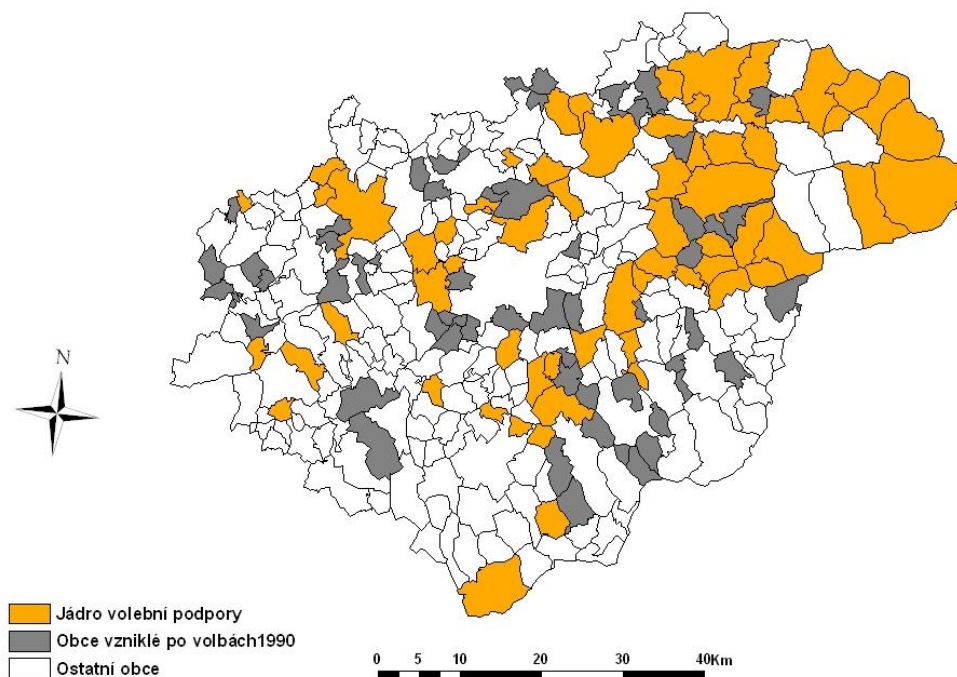 N
Jádro volební podpory
Obce vzniklé po volbách1990
Ostatní obce
0 5 10 20 30 40Km